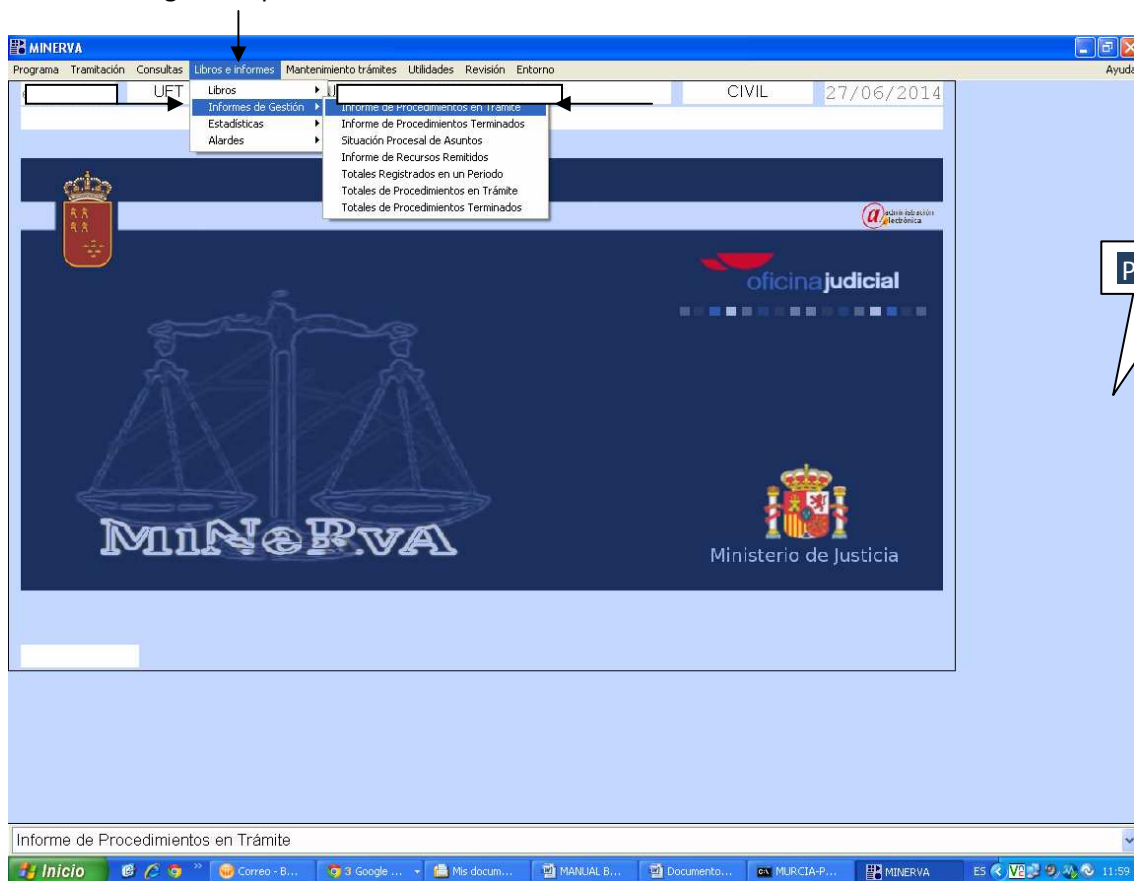 MINERVA
Programa Tramitación Consultas Libros e informes Mantenimiento trámites Utilidades Revisión Entorno
UFT CIVIL 27/06/2014
Libros
Informes de Gestión
Estadísticas
Alardes
Informe de Procedimientos en Trámite
Informe de Procedimientos Terminados
Situación Procesal de Asuntos
Informe de Recursos Remitidos
Totales Registrados en un Periodo
Totales de Procedimientos en Trámite
Totales de Procedimientos Terminados
administración
electrónica
oficinajudicial
MiNeRvA
Ministerio de Justicia
Informe de Procedimientos en Trámite
Inicio Correo - B... 3 Google ... Mis docum... MANUAL B... Documento... MURCIA-P... MINERVA ES 11:59